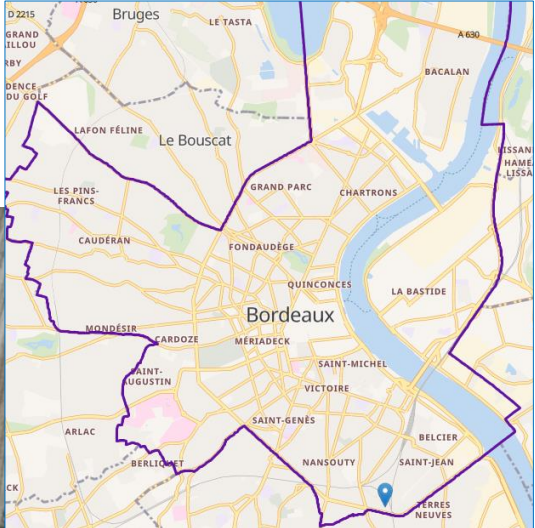 Bruges
D 2215
LE TASTA
GRAND
AILLOU
RBY
A 630
BACALAN
DENCE
DU GOLF
LAFON FÉLINE
Le Bouscat
LISSAN
HAMEA
LISSA
GRAND PARC
CHARTRONS
LES PINS-
FRANCS
CAUDÉRAN
FONDAUDÈGE
QUINCONCES
LA BASTIDE
Bordeaux
MONDÉSIR
CARDOZE
MÉRIADECK
SAINT-MICHEL
SAINT-
AUGUSTIN
VICTOIRE
SAINT-GENÈS
ARLAC
BELCIER
BERLIQUET
NANSOUTY
SAINT-JEAN
CK
TERRES
NEUVES